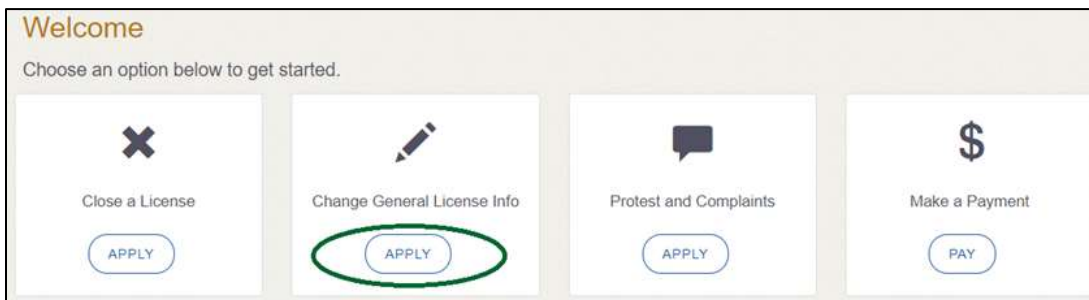 Welcome
Choose an option below to get started.
Close a License
APPLY
Change General License Info
APPLY
Protest and Complaints
APPLY
$
Make a Payment
PAY